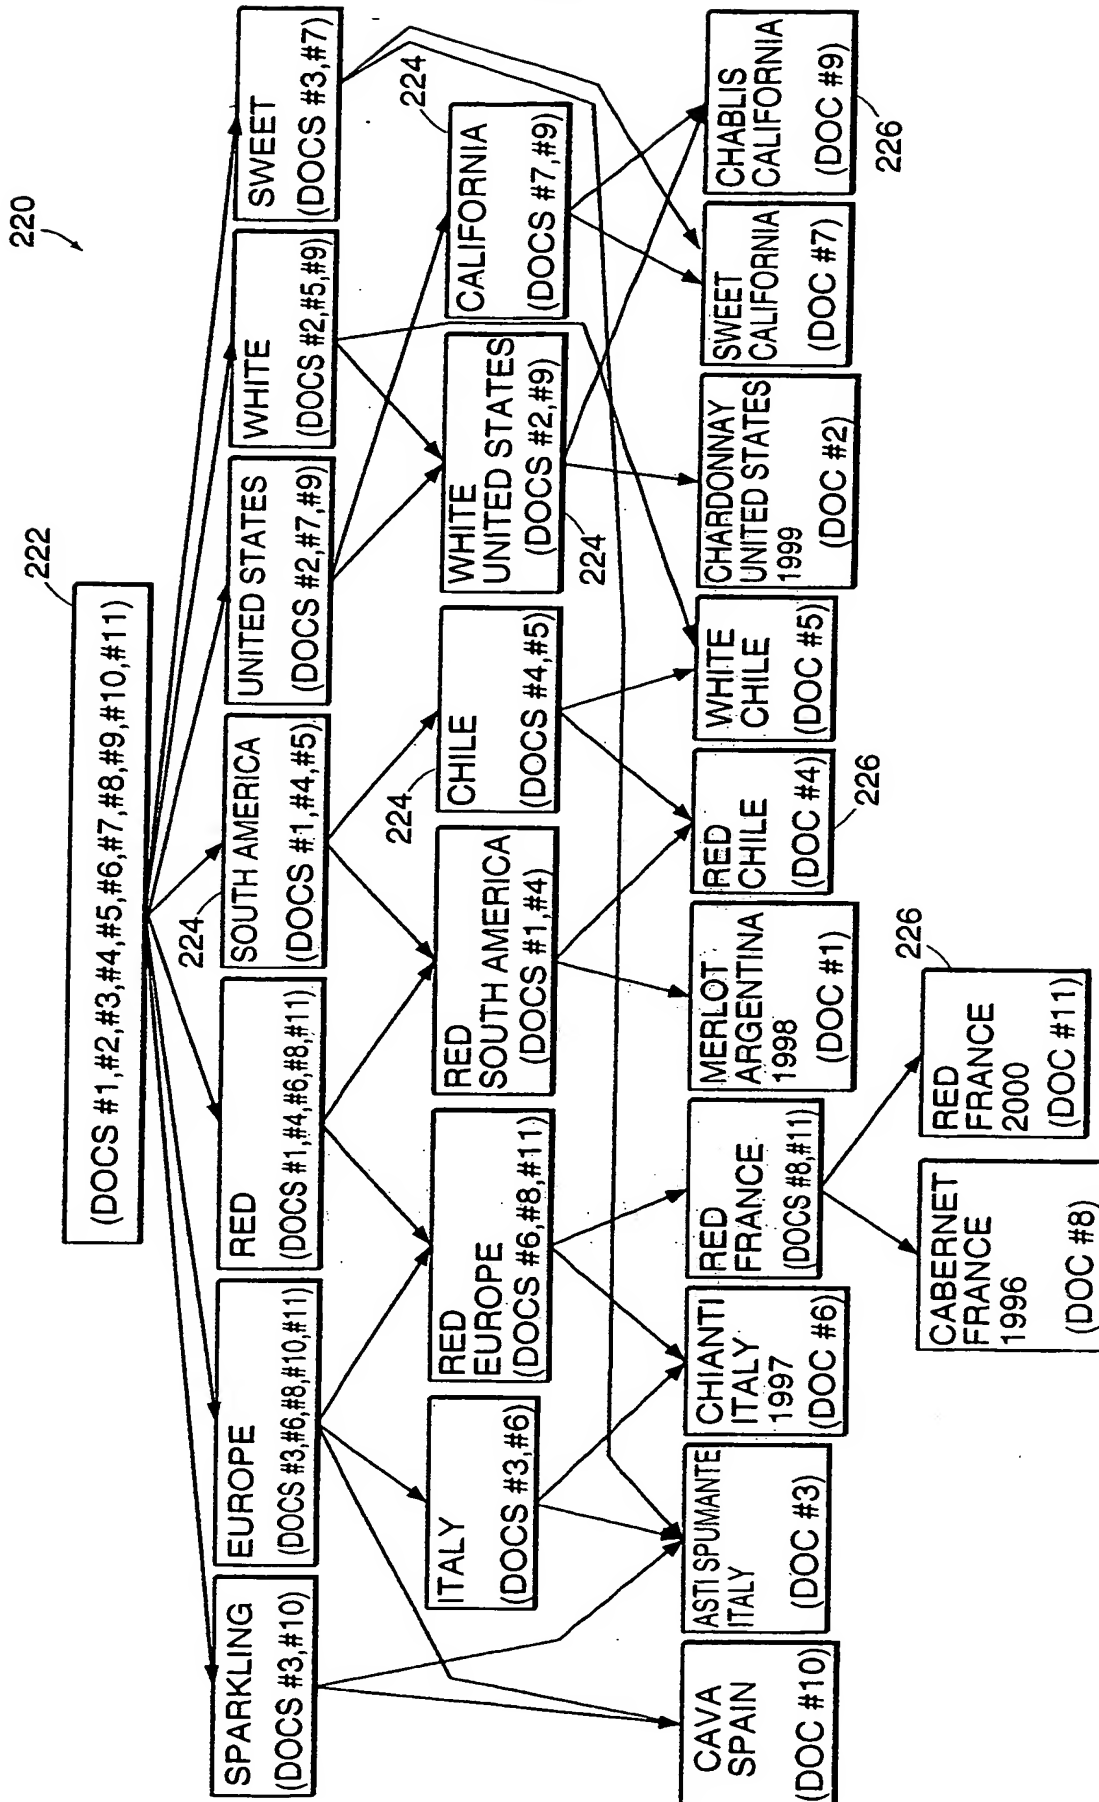 220
222
(DOCS #1,#2,#3,#4,#5,#6,#7,#8,#9,#10,#11)
SPARKLING
(DOCS #3,#10)
EUROPE
(DOCS #3,#6,#8,#10,#11)
RED
(DOCS #1,#4,#6,#8,#11)
224
SOUTH AMERICA
(DOCS #1,#4,#5)
UNITED STATES
(DOCS #2,#7,#9)
WHITE
(DOCS #2,#5,#9)
SWEET
(DOCS #3,#7)
ITALY
(DOCS #3,#6)
RED
EUROPE
(DOCS #6,#8,#11)
RED
SOUTH AMERICA
(DOCS #1,#4)
224
CHILE
(DOCS #4,#5)
WHITE
UNITED STATES
(DOCS #2,#9)
224
224
CALIFORNIA
(DOCS #7,#9)
CAVA
SPAIN
(DOC #10)
ASTI SPUMANTE
ITALY
(DOC #3)
CHIANTI
ITALY
1997
(DOC #6)
RED
FRANCE
(DOCS #8,#11)
MERLOT
ARGENTINA
1998
(DOC #1)
RED
CHILE
(DOC #4)
226
WHITE
CHILE
(DOC #5)
CHARDONNAY
UNITED STATES
1999
(DOC #2)
SWEET
CALIFORNIA
(DOC #7)
CHABLIS
CALIFORNIA
(DOC #9)
226
CABERNET
FRANCE
1996
(DOC #8)
226
RED
FRANCE
2000
(DOC #11)